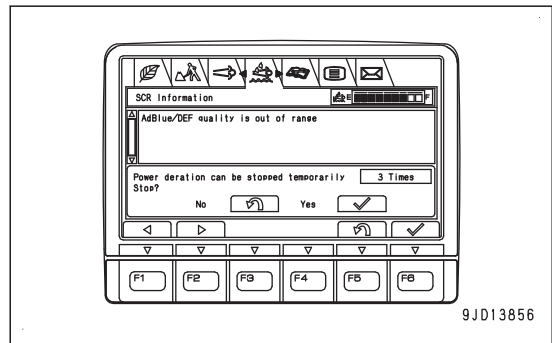 SCR Information
E F
AdBlue/DEF quality is out of range
Power deration can be stopped temporarily
3 Times
Stop?
No Yes
F1 F2 F3 F4 F5 F6
9JD13856